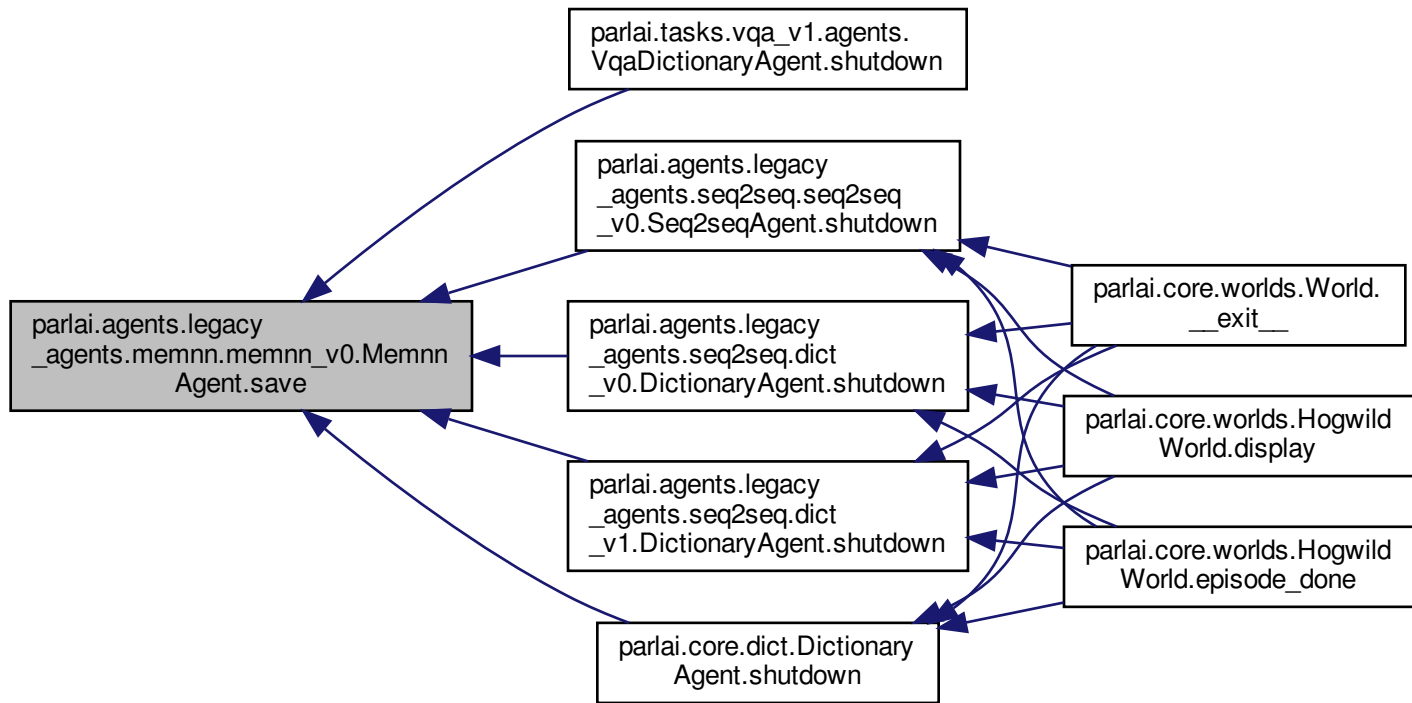 parlai.tasks.vqa_v1.agents.
VqaDictionaryAgent.shutdown
parlai.agents.legacy
_agents.seq2seq.seq2seq
_v0.Seq2seqAgent.shutdown
parlai.agents.legacy
_agents.memnn.memnn_v0.Memnn
Agent.save
parlai.agents.legacy
_agents.seq2seq.dict
_v0.DictionaryAgent.shutdown
parlai.agents.legacy
_agents.seq2seq.dict
_v1.DictionaryAgent.shutdown
parlai.core.dict.Dictionary
Agent.shutdown
parlai.core.worlds.World.
__exit__
parlai.core.worlds.Hogwild
World.display
parlai.core.worlds.Hogwild
World.episode_done